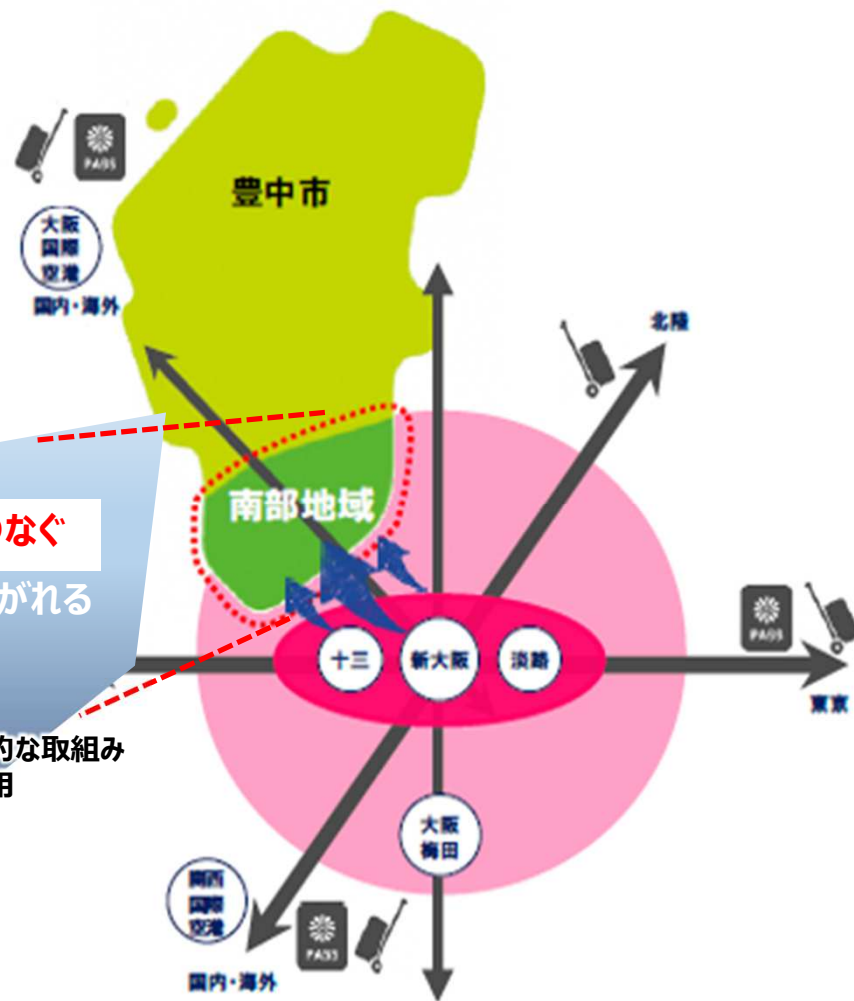 豊中市
PASS
大阪
国際
空港
国内・海外
北陸
つなぐ
南部地域
がれる
PASS
十三
新大阪
淡路
東京
的な取組み
用
大阪
梅田
関西
国際
空港
PASS
国内・海外